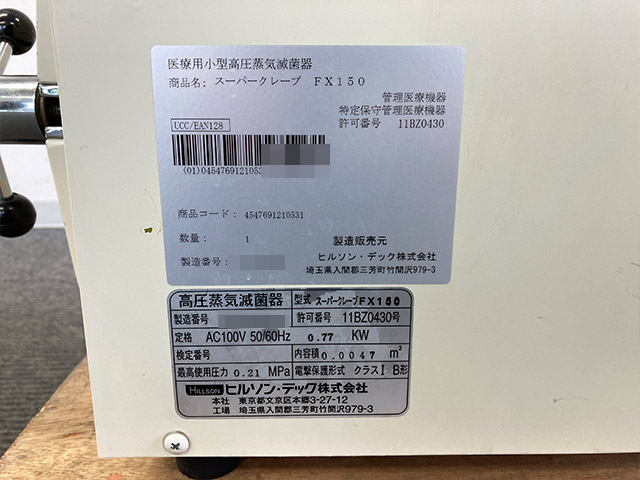 医療用小型高圧蒸気滅菌器
商品名: スーパークレーブ FX150
管理医療機器
特定保守管理医療機器
許可番号 11BZ0430
UCC/EAN128
(01)0454769121053
商品コード: 4547691210531
数量: 1
製造番号:
製造販売元
ヒルソン・デック株式会社
埼玉県入間郡三芳町竹間沢979-3
高圧蒸気滅菌器 型式 スーパークレーブFX150
製造番号 許可番号 11BZ0430号
定格 AC100V 50/60Hz 0.77 KW
検定番号 内容積 0.0047 m³
最高使用圧力 0.21 MPa 電撃保護形式 クラスI B形
HILLSON ヒルソン・デック株式会社
本社 東京都文京区本郷3-27-12
工場 埼玉県入間郡三芳町竹間沢979-3